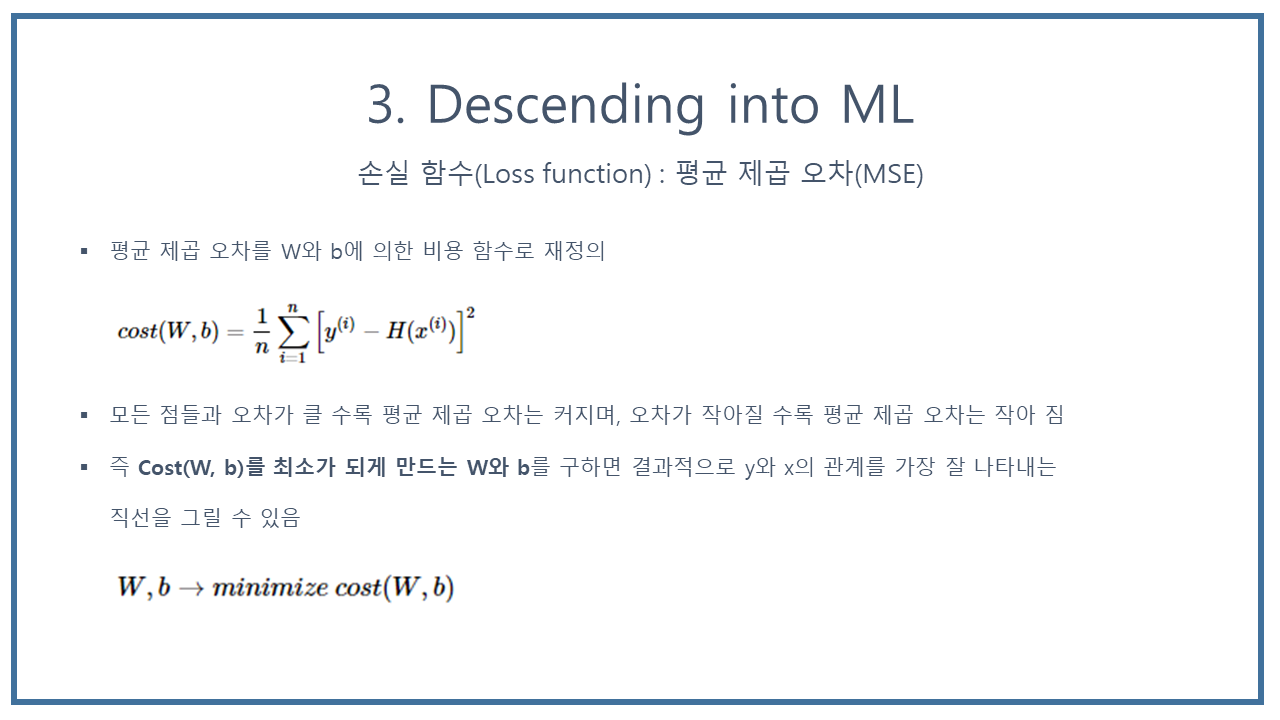 3. Descending into ML
손실 함수(Loss function) : 평균 제곱 오차(MSE)
▪ 평균 제곱 오차를 W와 b에 의한 비용 함수로 재정의
cost(W, b) = \frac{1}{n} \sum_{i=1}^{n} \left[ y^{(i)} − H(x^{(i)}) \right]^2
▪ 모든 점들과 오차가 클 수록 평균 제곱 오차는 커지며, 오차가 작아질 수록 평균 제곱 오차는 작아 짐
▪ 즉 Cost(W, b)를 최소가 되게 만드는 W와 b를 구하면 결과적으로 y와 x의 관계를 가장 잘 나타내는
직선을 그릴 수 있음
W, b → minimize cost(W, b)